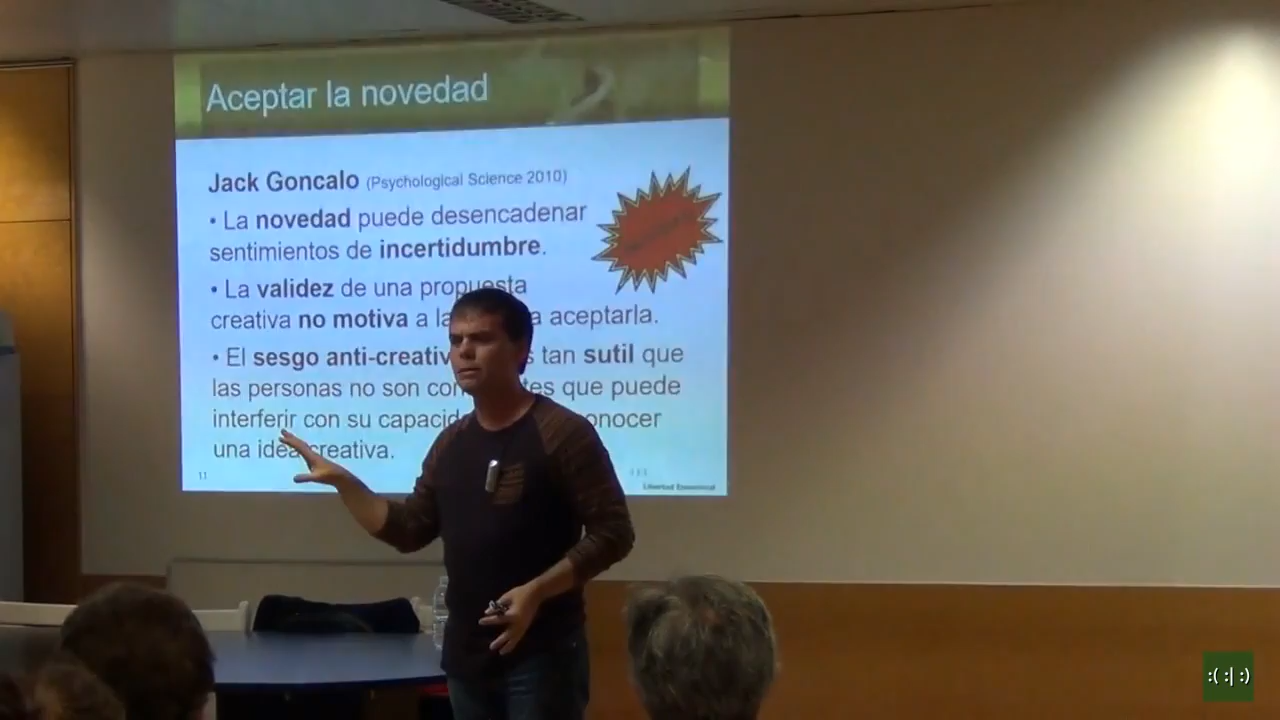 Aceptar la novedad
Jack Goncalo (Psychological Science 2010)
• La novedad puede desencadenar
sentimientos de incertidumbre.
• La validez de una propuesta
creativa no motiva a la a aceptarla.
• El sesgo anti-creativ s tan sutil que
las personas no son con tes que puede
interferir con su capacid onocer
una idea creativa.
11
Libertad Emocional
:( :| :)